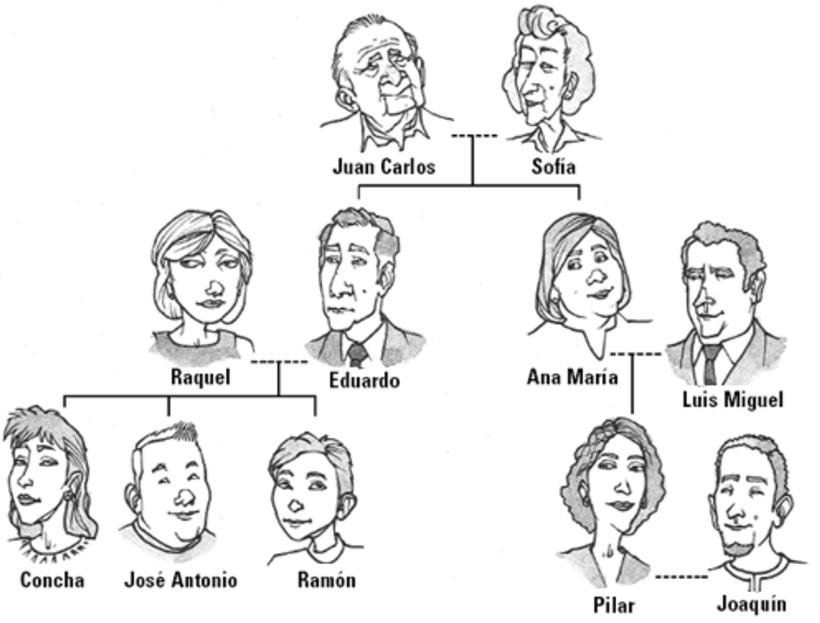 Juan Carlos
Sofía
Raquel
Eduardo
Ana María
Luis Miguel
Concha
José Antonio
Ramón
Pilar
Joaquín